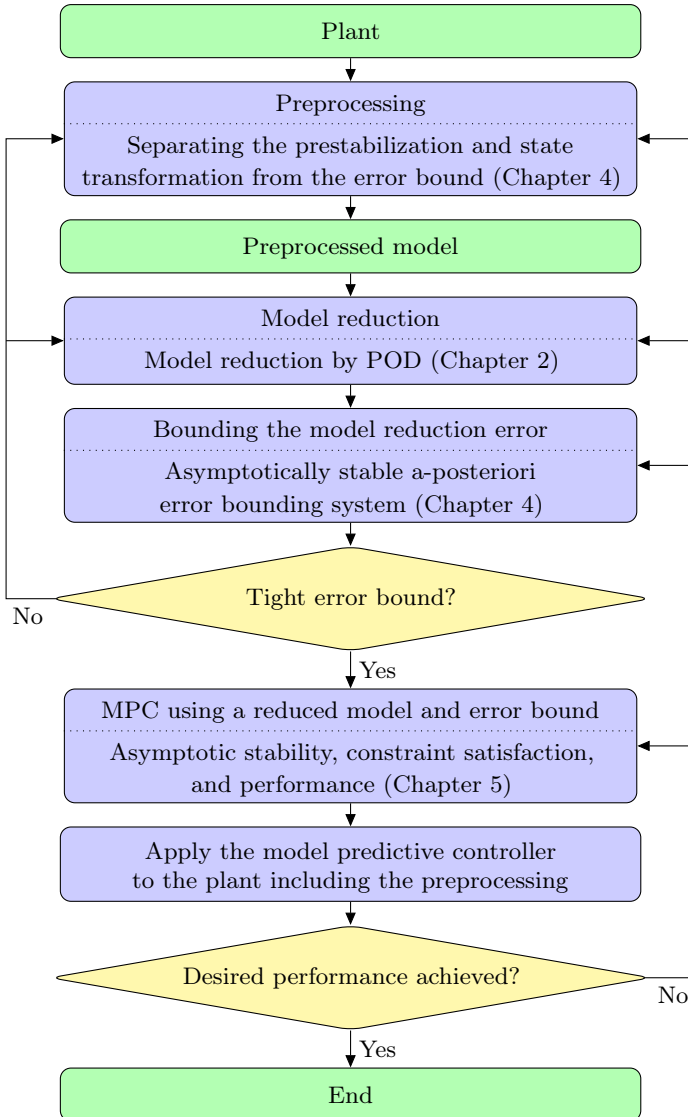 Plant
Preprocessing
Separating the prestabilization and state
transformation from the error bound (Chapter 4)
Preprocessed model
Model reduction
Model reduction by POD (Chapter 2)
Bounding the model reduction error
Asymptotically stable a-posteriori
error bounding system (Chapter 4)
Tight error bound?
No
Yes
MPC using a reduced model and error bound
Asymptotic stability, constraint satisfaction,
and performance (Chapter 5)
Apply the model predictive controller
to the plant including the preprocessing
Desired performance achieved?
No
Yes
End